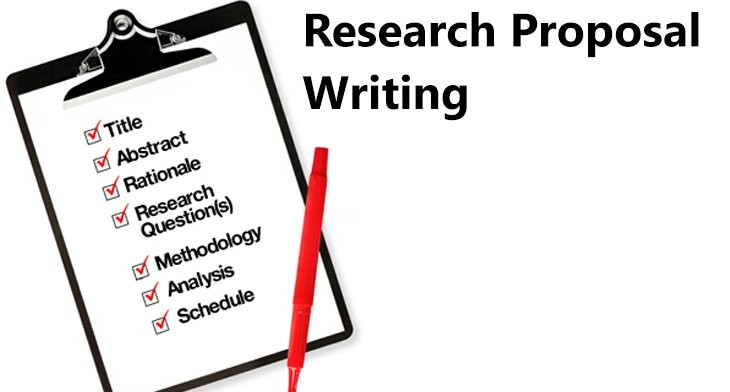 Research Proposal
Writing
Title
Abstract
Rationale
Research
Question(s)
Methodology
Analysis
Schedule